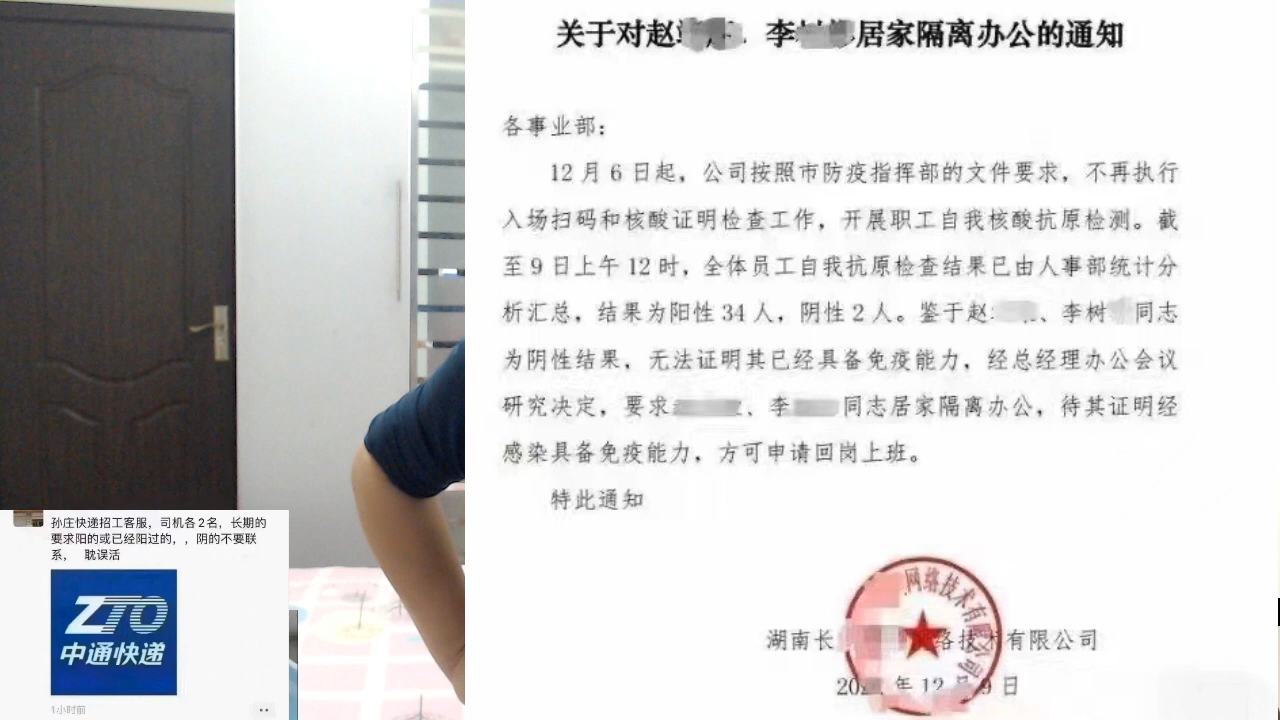 关于对赵 李 居家隔离办公的通知
各事业部：
12月6日起，公司按照市防疫指挥部的文件要求，不再执行
入场扫码和核酸证明检查工作，开展职工自我核酸抗原检测。截
至9日上午12时，全体员工自我抗原检查结果已由人事部统计分
析汇总，结果为阳性34人，阴性2人。鉴于赵 、李树 同志
为阴性结果，无法证明其已经具备免疫能力，经总经理办公会议
研究决定，要求 、李 同志居家隔离办公，待其证明经
感染具备免疫能力，方可申请回岗上班。
特此通知
网络技术有限公司
湖南长 络技术有限公司
20 年12月9日
孙庄快递招工客服，司机各2名，长期的
要求阳的或已经阳过的，，阴的不要联
系， 耽误活
ZTO
中通快递
1小时前